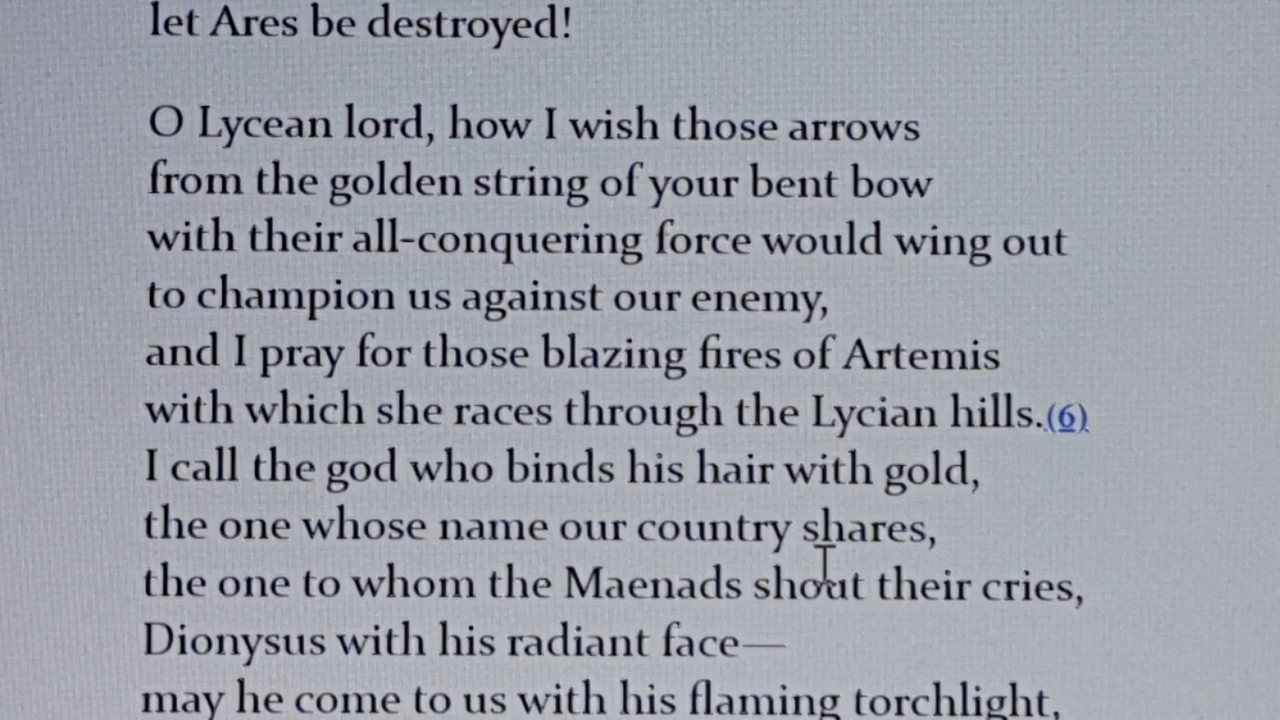 let Ares be destroyed!
O Lycean lord, how I wish those arrows
from the golden string of your bent bow
with their all-conquering force would wing out
to champion us against our enemy,
and I pray for those blazing fires of Artemis
with which she races through the Lycian hills.(6)
I call the god who binds his hair with gold,
the one whose name our country shares,
the one to whom the Maenads shout their cries,
Dionysus with his radiant face—
may he come to us with his flaming torchlight,